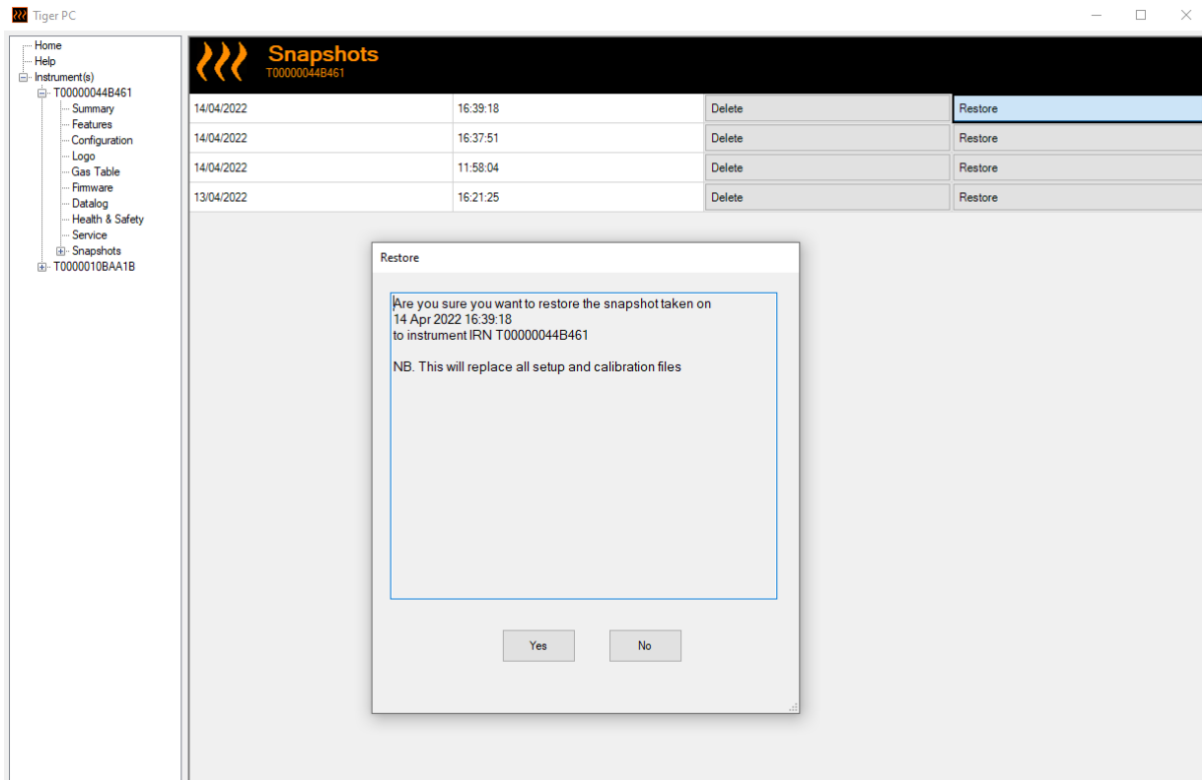 Tiger PC
Home
Help
Instrument(s)
T00000044B461
Summary
Features
Configuration
Logo
Gas Table
Firmware
Datalog
Health & Safety
Service
Snapshots
T0000010BAA1B
Snapshots
T00000044B461
14/04/2022 16:39:18 Delete Restore
14/04/2022 16:37:51 Delete Restore
14/04/2022 11:58:04 Delete Restore
13/04/2022 16:21:25 Delete Restore
Restore
Are you sure you want to restore the snapshot taken on
14 Apr 2022 16:39:18
to instrument IRN T00000044B461
NB. This will replace all setup and calibration files
Yes No